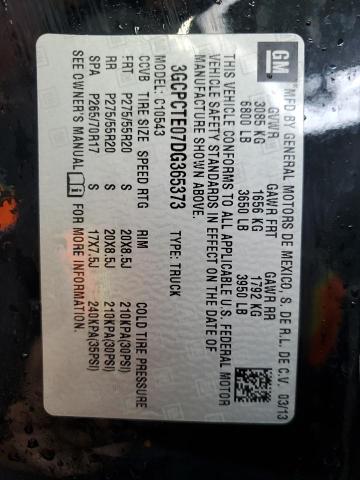 GM
*MFD BY GENERAL MOTORS DE MEXICO, S. DE R.L. DE C.V. 03/13
GVWR GAWR FRT GAWR RR
3085 KG 1656 KG 1792 KG
6800 LB 3650 LB 3950 LB
THIS VEHICLE CONFORMS TO ALL APPLICABLE U.S. FEDERAL MOTOR
VEHICLE SAFETY STANDARDS IN EFFECT ON THE DATE OF
MANUFACTURE SHOWN ABOVE.
3GCPCTE07DG365373 TYPE: TRUCK
MODEL: C10543
CRVB TIRE SIZE SPEED RTG RIM COLD TIRE PRESSURE
FRT P275/55R20 S 20X8.5J 210KPA(30PSI)
RR P275/55R20 S 20X8.5J 210KPA(30PSI)
SPA P265/70R17 S 17X7.5J 240KPA(35PSI)
SEE OWNER'S MANUAL FOR MORE INFORMATION.